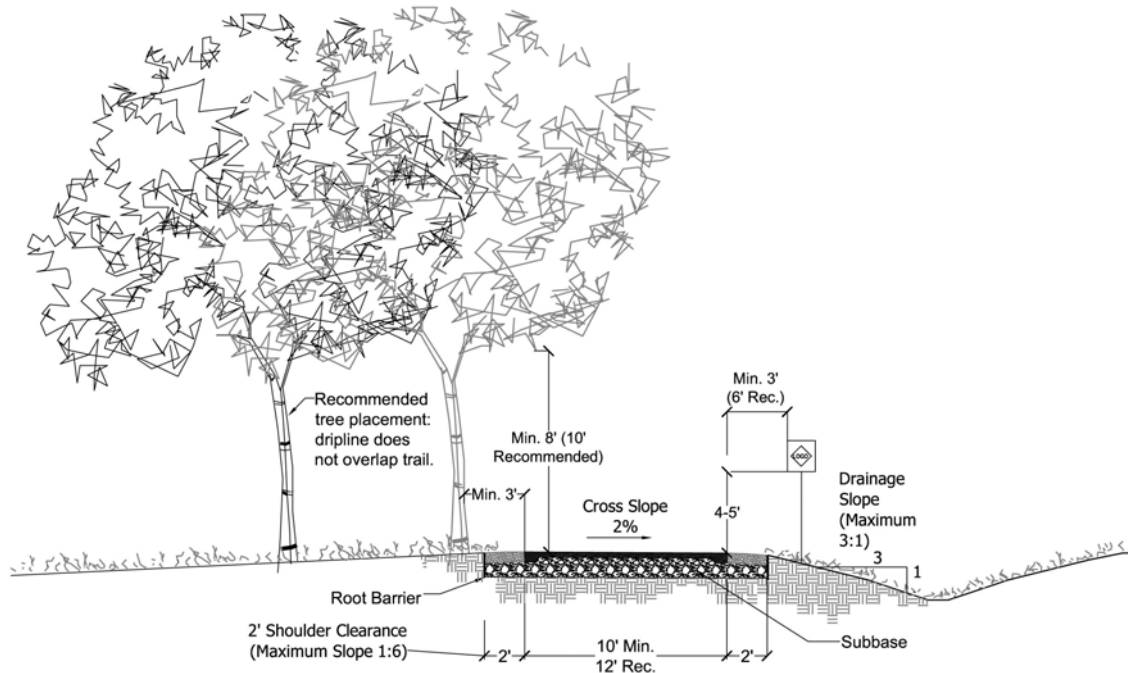 Recommended
tree placement:
dripline does
not overlap trail.
Min. 3'
Min. 8' (10'
Recommended)
Cross Slope
2%
Min. 3'
(6' Rec.)
LOGO
4-5'
Drainage
Slope
(Maximum
3:1)
3
1
Root Barrier
2' Shoulder Clearance
(Maximum Slope 1:6)
2'
10' Min.
12' Rec.
2'
Subbase